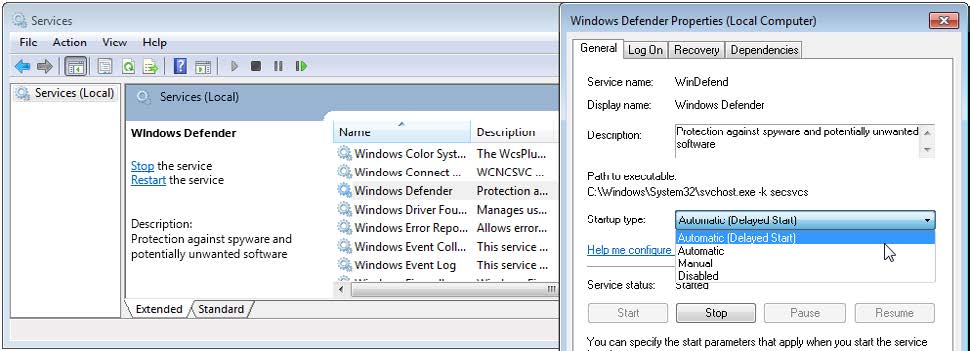 Services
File Action View Help
Services (Local)
Services (Local)
Windows Defender
Stop the service
Restart the service
Description:
Protection against spyware and
potentially unwanted software
Name Description
Windows Color Syst... The WcsPlu...
Windows Connect ... WCNCSVC ...
Windows Defender Protection a...
Windows Driver Fou... Manages us...
Windows Error Repo... Allows error...
Windows Event Coll... This service ...
Windows Event Log This service ...
Extended Standard
Windows Defender Properties (Local Computer)
General Log On Recovery Dependencies
Service name: WinDefend
Display name: Windows Defender
Description: Protection against spyware and potentially unwanted
software
Path to executable:
C:\Windows\System32\svchost.exe -k secsvcs
Startup type: Automatic (Delayed Start)
Automatic (Delayed Start)
Help me configure Automatic
Manual
Disabled
Service status: Started
Start Stop Pause Resume
You can specify the start parameters that apply when you start the service